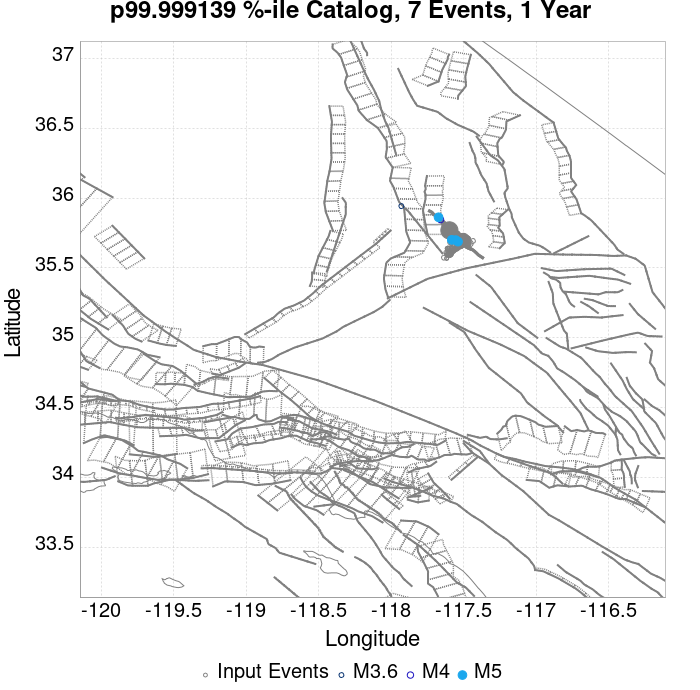 p99.999139 %-ile Catalog, 7 Events, 1 Year
37
36.5
36
35.5
35
34.5
34
33.5
Latitude
-120 -119.5 -119 -118.5 -118 -117.5 -117 -116.5
Longitude
Input Events M3.6 M4 M5